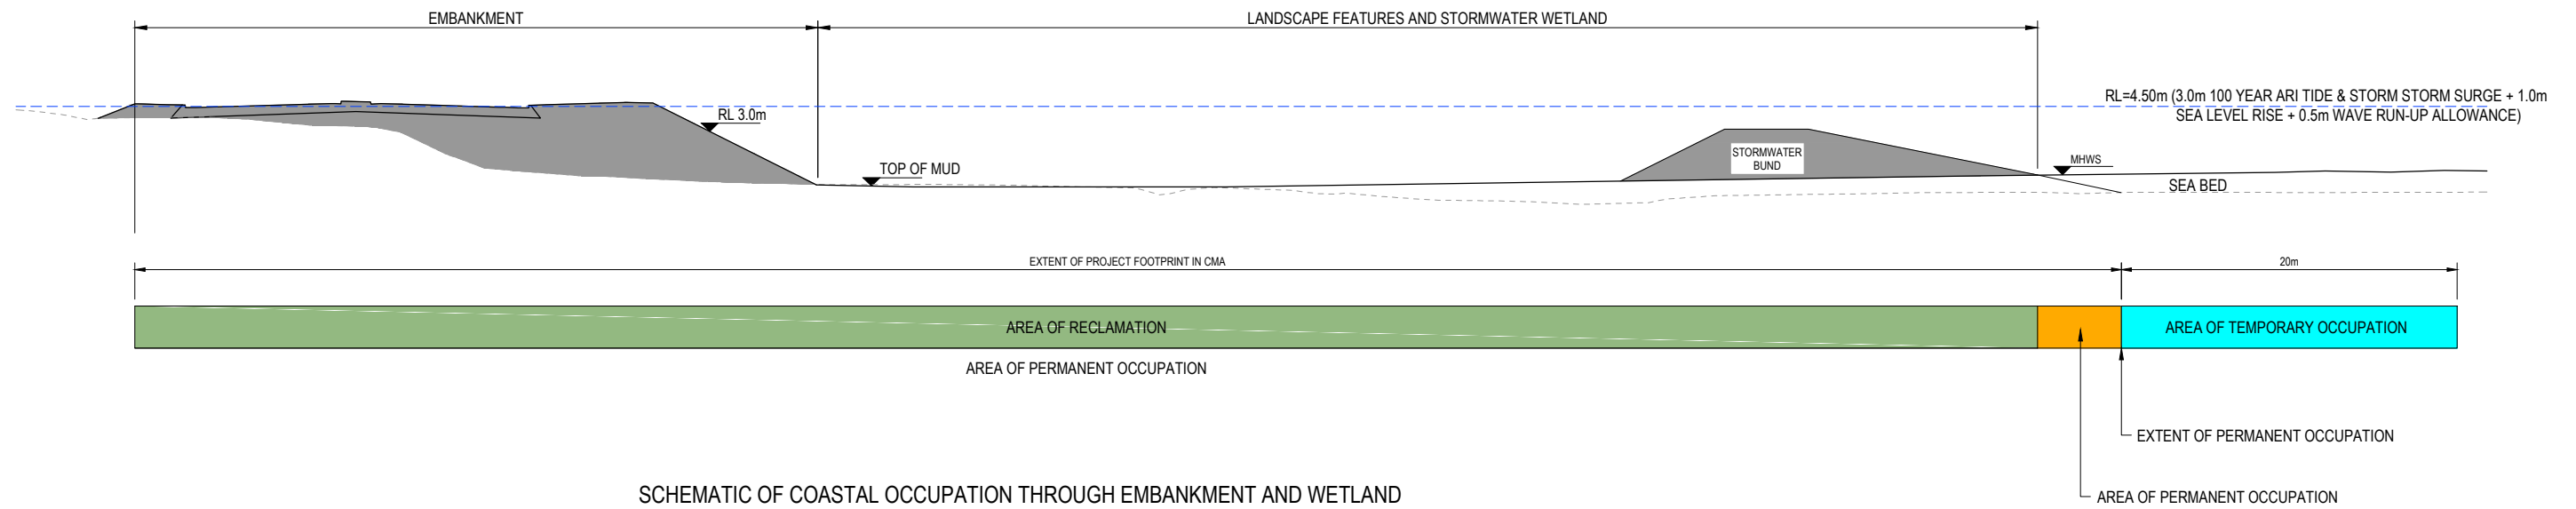 EMBANKMENT
LANDSCAPE FEATURES AND STORMWATER WETLAND
RL=4.50m (3.0m 100 YEAR ARI TIDE & STORM STORM SURGE + 1.0m
SEA LEVEL RISE + 0.5m WAVE RUN-UP ALLOWANCE)
RL 3.0m
STORMWATER
BUND
MHWS
TOP OF MUD
SEA BED
EXTENT OF PROJECT FOOTPRINT IN CMA
20m
AREA OF RECLAMATION
AREA OF TEMPORARY OCCUPATION
AREA OF PERMANENT OCCUPATION
EXTENT OF PERMANENT OCCUPATION
SCHEMATIC OF COASTAL OCCUPATION THROUGH EMBANKMENT AND WETLAND
AREA OF PERMANENT OCCUPATION